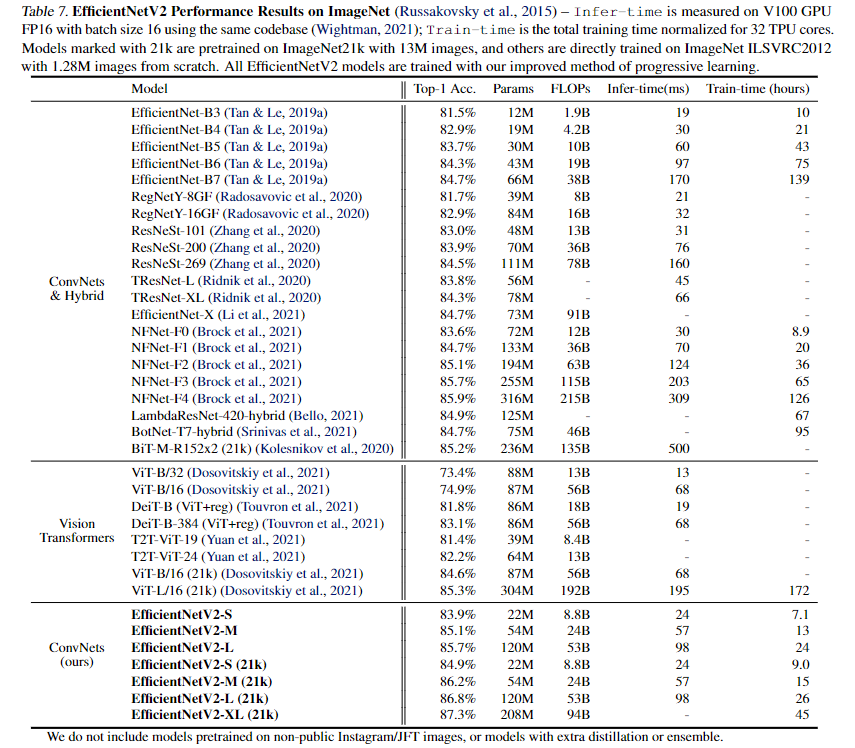 Table 7. EfficientNetV2 Performance Results on ImageNet (Russakovsky et al., 2015) – Infer-time is measured on V100 GPU
FP16 with batch size 16 using the same codebase (Wightman, 2021); Train-time is the total training time normalized for 32 TPU cores.
Models marked with 21k are pretrained on ImageNet21k with 13M images, and others are directly trained on ImageNet ILSVRC2012
with 1.28M images from scratch. All EfficientNetV2 models are trained with our improved method of progressive learning.
Model Top-1 Acc. Params FLOPs Infer-time(ms) Train-time (hours)
EfficientNet-B3 (Tan & Le, 2019a) 81.5% 12M 1.9B 19 10
EfficientNet-B4 (Tan & Le, 2019a) 82.9% 19M 4.2B 30 21
EfficientNet-B5 (Tan & Le, 2019a) 83.7% 30M 10B 60 43
EfficientNet-B6 (Tan & Le, 2019a) 84.3% 43M 19B 97 75
EfficientNet-B7 (Tan & Le, 2019a) 84.7% 66M 38B 170 139
RegNetY-8GF (Radosavovic et al., 2020) 81.7% 39M 8B 21 -
RegNetY-16GF (Radosavovic et al., 2020) 82.9% 84M 16B 32 -
ResNeSt-101 (Zhang et al., 2020) 83.0% 48M 13B 31 -
ResNeSt-200 (Zhang et al., 2020) 83.9% 70M 36B 76 -
ResNeSt-269 (Zhang et al., 2020) 84.5% 111M 78B 160 -
ConvNets TResNet-L (Ridnik et al., 2020) 83.8% 56M - 45 -
& Hybrid TResNet-XL (Ridnik et al., 2020) 84.3% 78M - 66 -
EfficientNet-X (Li et al., 2021) 84.7% 73M 91B - -
NFNet-F0 (Brock et al., 2021) 83.6% 72M 12B 30 8.9
NFNet-F1 (Brock et al., 2021) 84.7% 133M 36B 70 20
NFNet-F2 (Brock et al., 2021) 85.1% 194M 63B 124 36
NFNet-F3 (Brock et al., 2021) 85.7% 255M 115B 203 65
NFNet-F4 (Brock et al., 2021) 85.9% 316M 215B 309 126
LambdaResNet-420-hybrid (Bello, 2021) 84.9% 125M - - 67
BotNet-T7-hybrid (Srinivas et al., 2021) 84.7% 75M 46B - 95
BiT-M-R152x2 (21k) (Kolesnikov et al., 2020) 85.2% 236M 135B 500 -
ViT-B/32 (Dosovitskiy et al., 2021) 73.4% 88M 13B 13 -
ViT-B/16 (Dosovitskiy et al., 2021) 74.9% 87M 56B 68 -
DeiT-B (ViT+reg) (Touvron et al., 2021) 81.8% 86M 18B 19 -
Vision DeiT-B-384 (ViT+reg) (Touvron et al., 2021) 83.1% 86M 56B 68 -
Transformers T2T-ViT-19 (Yuan et al., 2021) 81.4% 39M 8.4B - -
T2T-ViT-24 (Yuan et al., 2021) 82.2% 64M 13B - -
ViT-B/16 (21k) (Dosovitskiy et al., 2021) 84.6% 87M 56B 68 -
ViT-L/16 (21k) (Dosovitskiy et al., 2021) 85.3% 304M 192B 195 172
EfficientNetV2-S 83.9% 22M 8.8B 24 7.1
EfficientNetV2-M 85.1% 54M 24B 57 13
ConvNets EfficientNetV2-L 85.7% 120M 53B 98 24
(ours) EfficientNetV2-S (21k) 84.9% 22M 8.8B 24 9.0
EfficientNetV2-M (21k) 86.2% 54M 24B 57 15
EfficientNetV2-L (21k) 86.8% 120M 53B 98 26
EfficientNetV2-XL (21k) 87.3% 208M 94B - 45
We do not include models pretrained on non-public Instagram/JFT images, or models with extra distillation or ensemble.